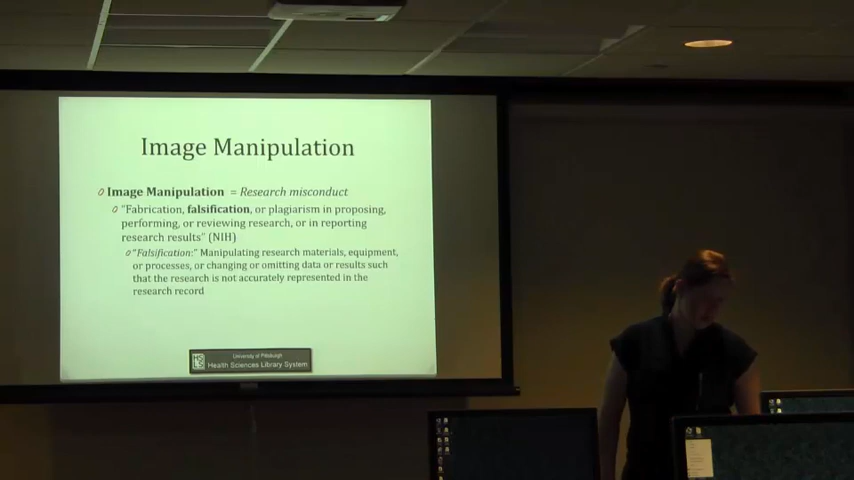 Image Manipulation
Image Manipulation = Research misconduct
"Fabrication, falsification, or plagiarism in proposing,
performing, or reviewing research, or in reporting
research results" (NIH)
"Falsification:" Manipulating research materials, equipment,
or processes, or changing or omitting data or results such
that the research is not accurately represented in the
research record
University of Pittsburgh
Health Sciences Library System